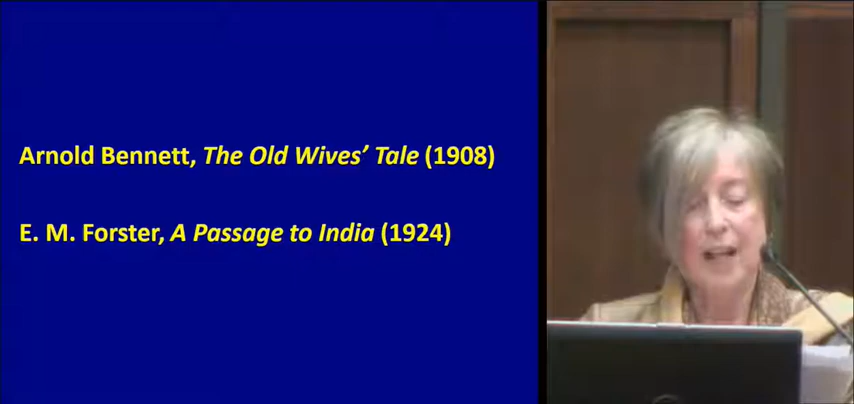 Arnold Bennett, The Old Wives’ Tale (1908)
E. M. Forster, A Passage to India (1924)